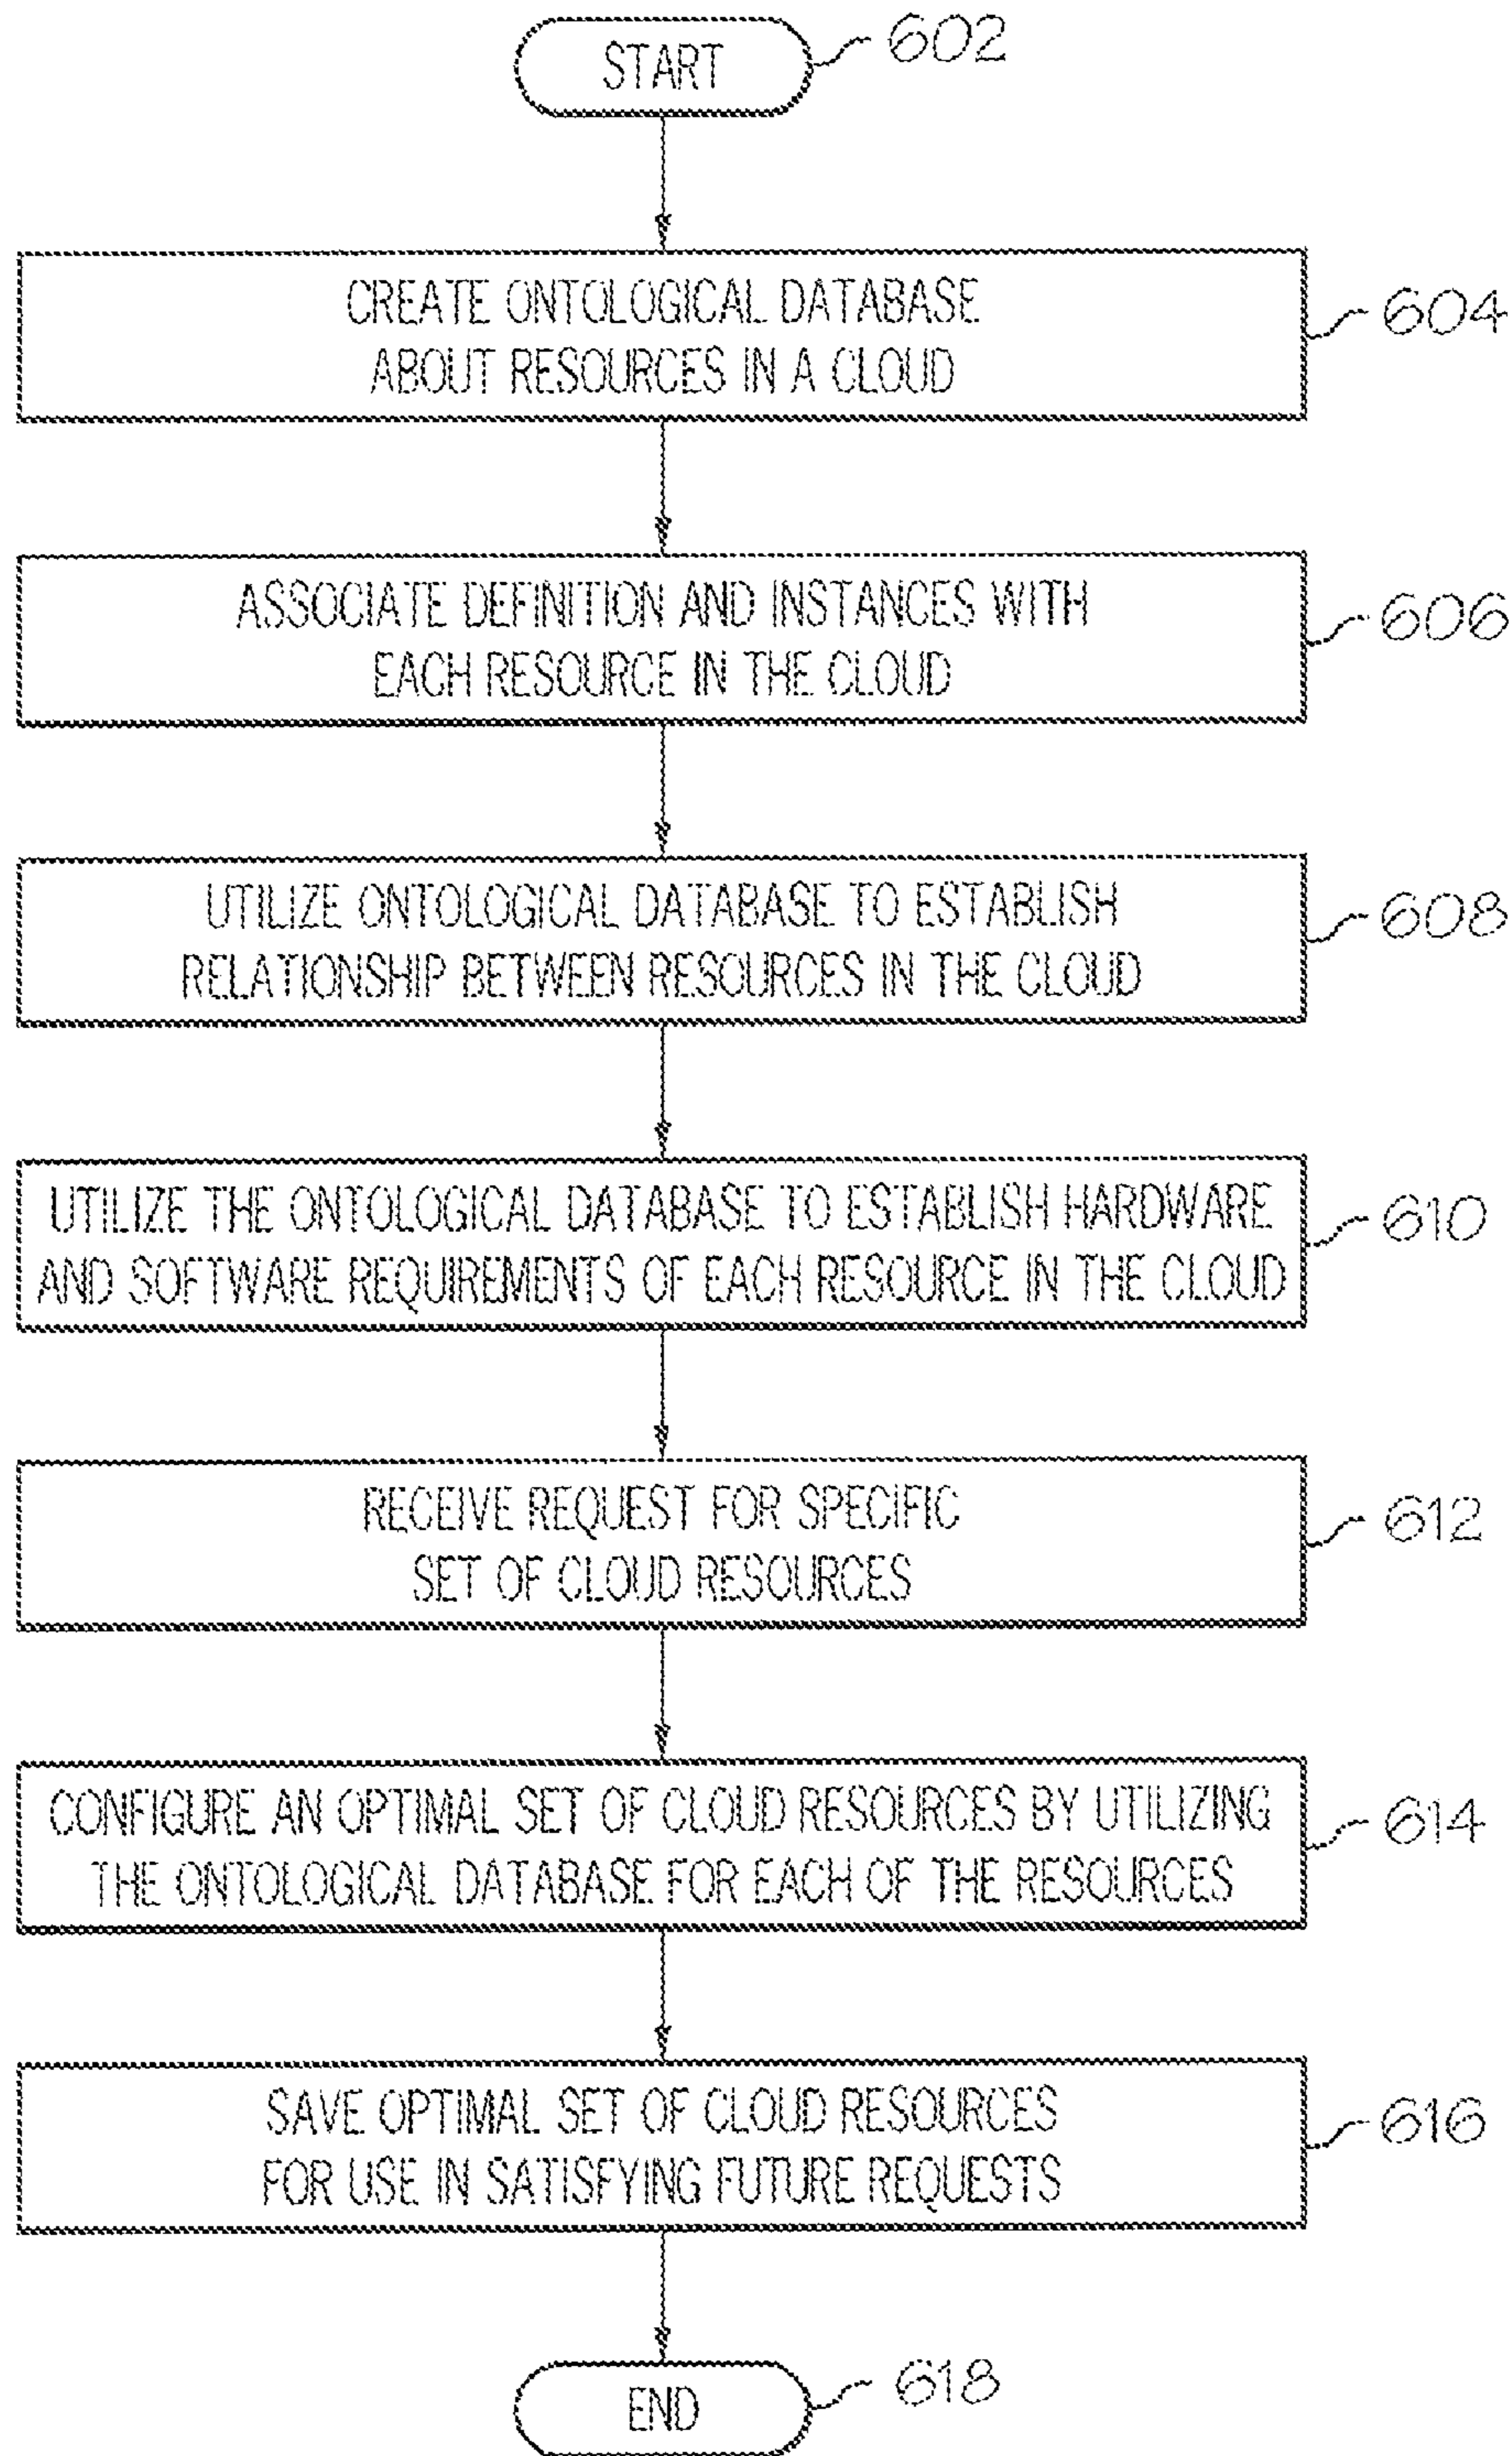 START
602
CREATE ONTOLOGICAL DATABASE
ABOUT RESOURCES IN A CLOUD
604
ASSOCIATE DEFINITION AND INSTANCES WITH
EACH RESOURCE IN THE CLOUD
606
UTILIZE ONTOLOGICAL DATABASE TO ESTABLISH
RELATIONSHIP BETWEEN RESOURCES IN THE CLOUD
608
UTILIZE THE ONTOLOGICAL DATABASE TO ESTABLISH HARDWARE
AND SOFTWARE REQUIREMENTS OF EACH RESOURCE IN THE CLOUD
610
RECEIVE REQUEST FOR SPECIFIC
SET OF CLOUD RESOURCES
612
CONFIGURE AN OPTIMAL SET OF CLOUD RESOURCES BY UTILIZING
THE ONTOLOGICAL DATABASE FOR EACH OF THE RESOURCES
614
SAVE OPTIMAL SET OF CLOUD RESOURCES
FOR USE IN SATISFYING FUTURE REQUESTS
616
END
618